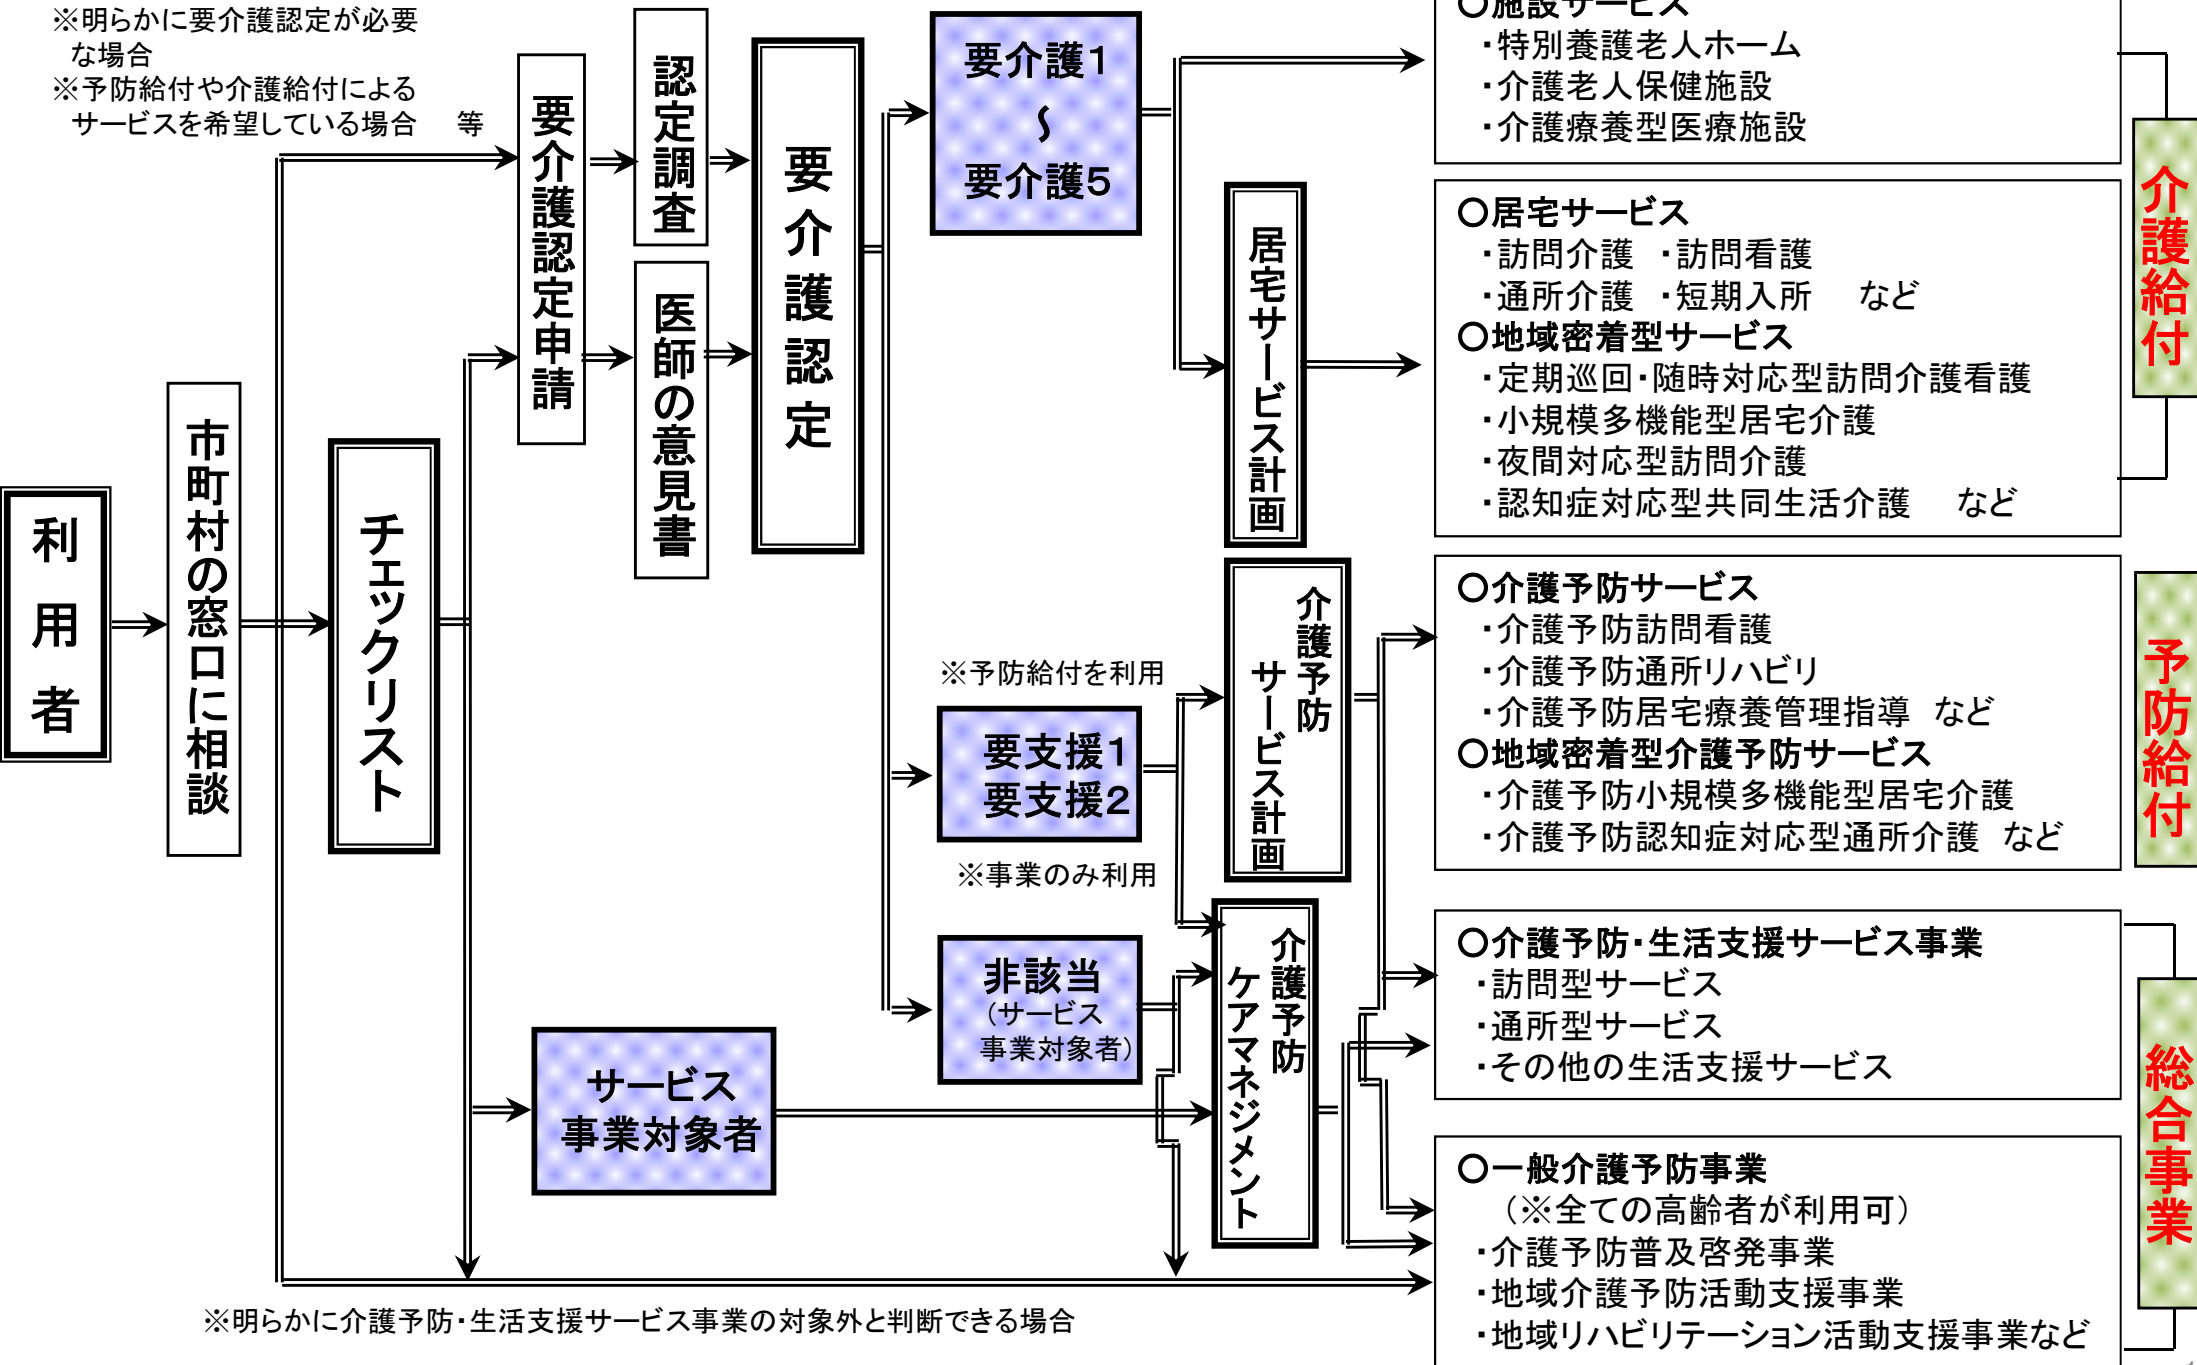 ※明らかに要介護認定が必要
な場合
※予防給付や介護給付による
サービスを希望している場合 等
利用者
市町村の窓口に相談
チェックリスト
要介護認定申請
認定調査
医師の意見書
要介護認定
要介護1
~
要介護5
※予防給付を利用
要支援1
要支援2
※事業のみ利用
非該当
(サービス
事業対象者)
サービス
事業対象者
居宅サービス計画
介護予防
サービス計画
介護予防
ケアマネジメント
○施設サービス
・特別養護老人ホーム
・介護老人保健施設
・介護療養型医療施設
○居宅サービス
・訪問介護 ・訪問看護
・通所介護 ・短期入所 など
○地域密着型サービス
・定期巡回・随時対応型訪問介護看護
・小規模多機能型居宅介護
・夜間対応型訪問介護
・認知症対応型共同生活介護 など
介護給付
○介護予防サービス
・介護予防訪問看護
・介護予防通所リハビリ
・介護予防居宅療養管理指導 など
○地域密着型介護予防サービス
・介護予防小規模多機能型居宅介護
・介護予防認知症対応型通所介護 など
予防給付
○介護予防・生活支援サービス事業
・訪問型サービス
・通所型サービス
・その他の生活支援サービス
○一般介護予防事業
(※全ての高齢者が利用可)
・介護予防普及啓発事業
・地域介護予防活動支援事業
・地域リハビリテーション活動支援事業など
総合事業
※明らかに介護予防・生活支援サービス事業の対象外と判断できる場合